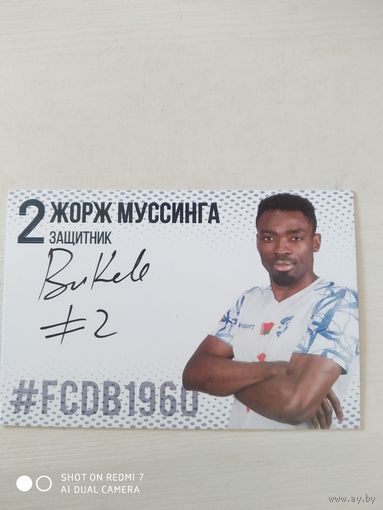 2 ЖОРЖ МУССИНГА
ЗАЩИТНИК
#2
#FCDB1960
SHOT ON REDMI 7
AI DUAL CAMERA
www.ay.by